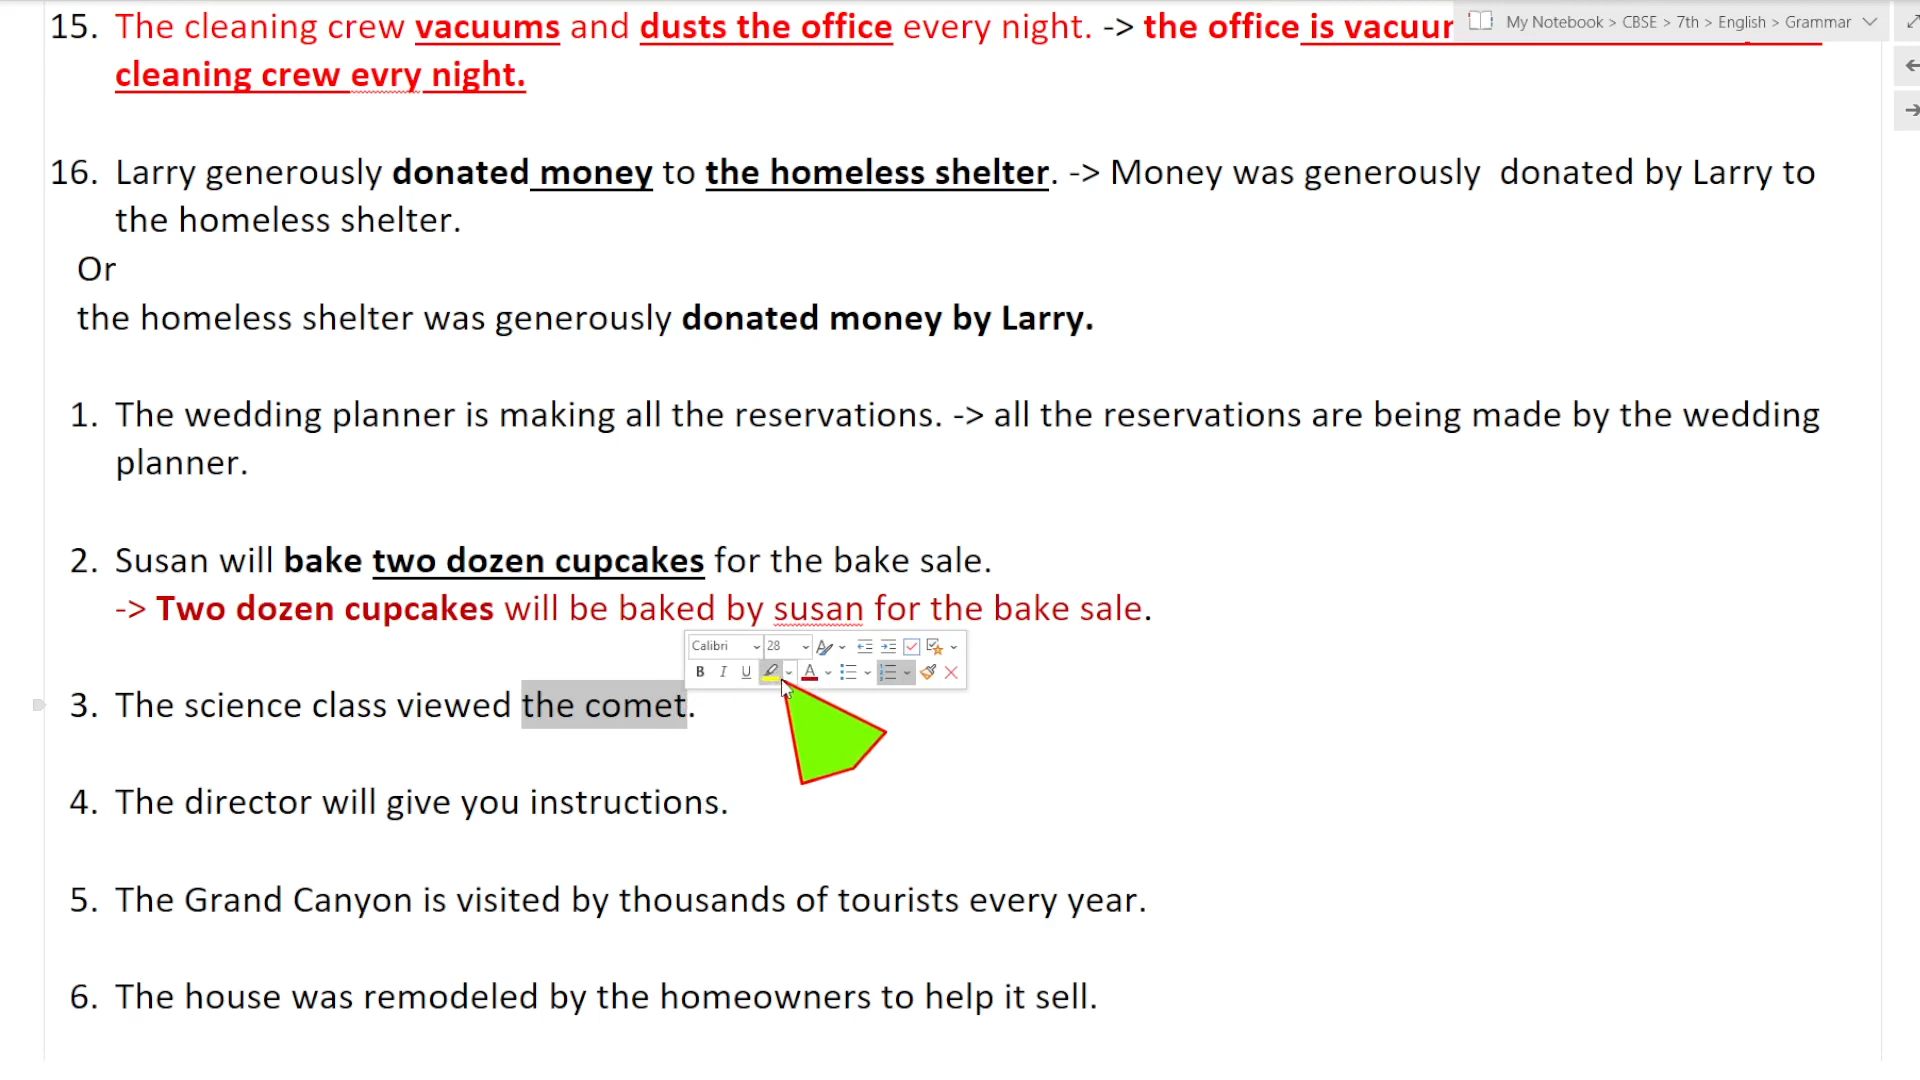 15. The cleaning crew vacuums and dusts the office every night. -> the office is
My Notebook > CBSE > 7th > English > Grammar
cleaning crew evry night.
16. Larry generously donated money to the homeless shelter. -> Money was generously donated by Larry to
the homeless shelter.
Or
the homeless shelter was generously donated money by Larry.
1. The wedding planner is making all the reservations. -> all the reservations are being made by the wedding
planner.
2. Susan will bake two dozen cupcakes for the bake sale.
-> Two dozen cupcakes will be baked by susan for the bake sale.
Calibri 28
B I U A
3. The science class viewed the comet.
4. The director will give you instructions.
5. The Grand Canyon is visited by thousands of tourists every year.
6. The house was remodeled by the homeowners to help it sell.